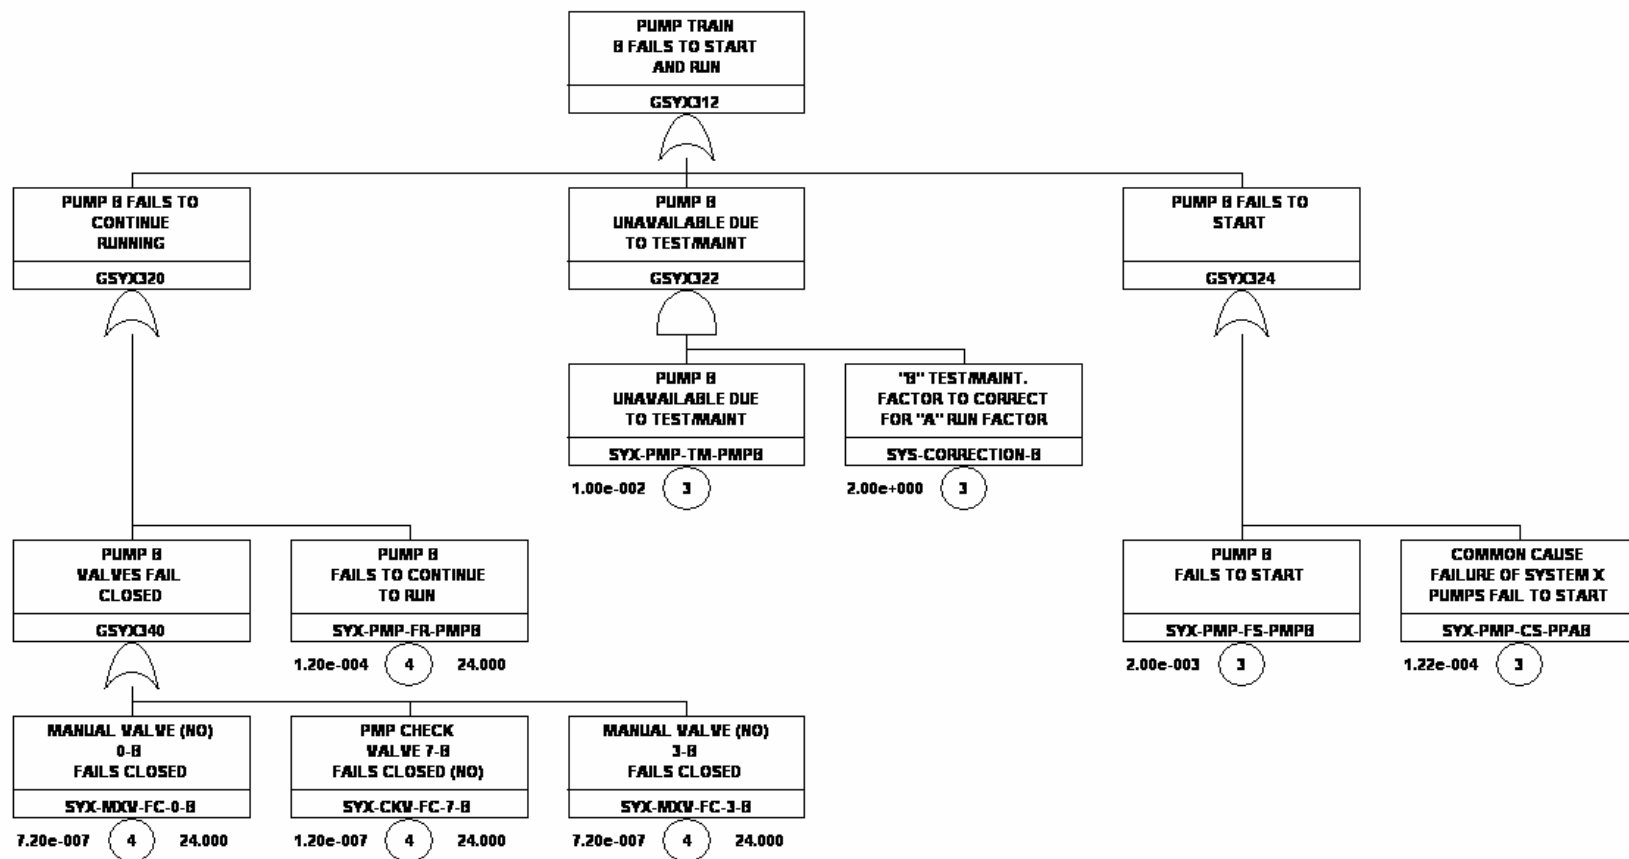 PUMP TRAIN
B FAILS TO START
AND RUN
GSYX312
PUMP B FAILS TO
CONTINUE
RUNNING
GSYX320
PUMP B
UNAVAILABLE DUE
TO TEST/MAINT
GSYX322
PUMP B FAILS TO
START
GSYX324
PUMP B
UNAVAILABLE DUE
TO TEST/MAINT
SYX-PMP-TM-PMPB
1.00e-002 3
"B" TEST/MAINT.
FACTOR TO CORRECT
FOR "A" RUN FACTOR
SYS-CORRECTION-B
2.00e+000 3
PUMP B
VALVES FAIL
CLOSED
GSYX340
PUMP B
FAILS TO CONTINUE
TO RUN
SYX-PMP-FR-PMPB
1.20e-004 4 24.000
PUMP B
FAILS TO START
SYX-PMP-FS-PMPB
2.00e-003 3
COMMON CAUSE
FAILURE OF SYSTEM X
PUMPS FAIL TO START
SYX-PMP-CS-PPAB
1.22e-004 3
MANUAL VALVE (NO)
0-B
FAILS CLOSED
SYX-MXV-FC-0-B
7.20e-007 4 24.000
PMP CHECK
VALVE 7-B
FAILS CLOSED (NO)
SYX-CKV-FC-7-B
1.20e-007 4 24.000
MANUAL VALVE (NO)
3-B
FAILS CLOSED
SYX-MXV-FC-3-B
7.20e-007 4 24.000